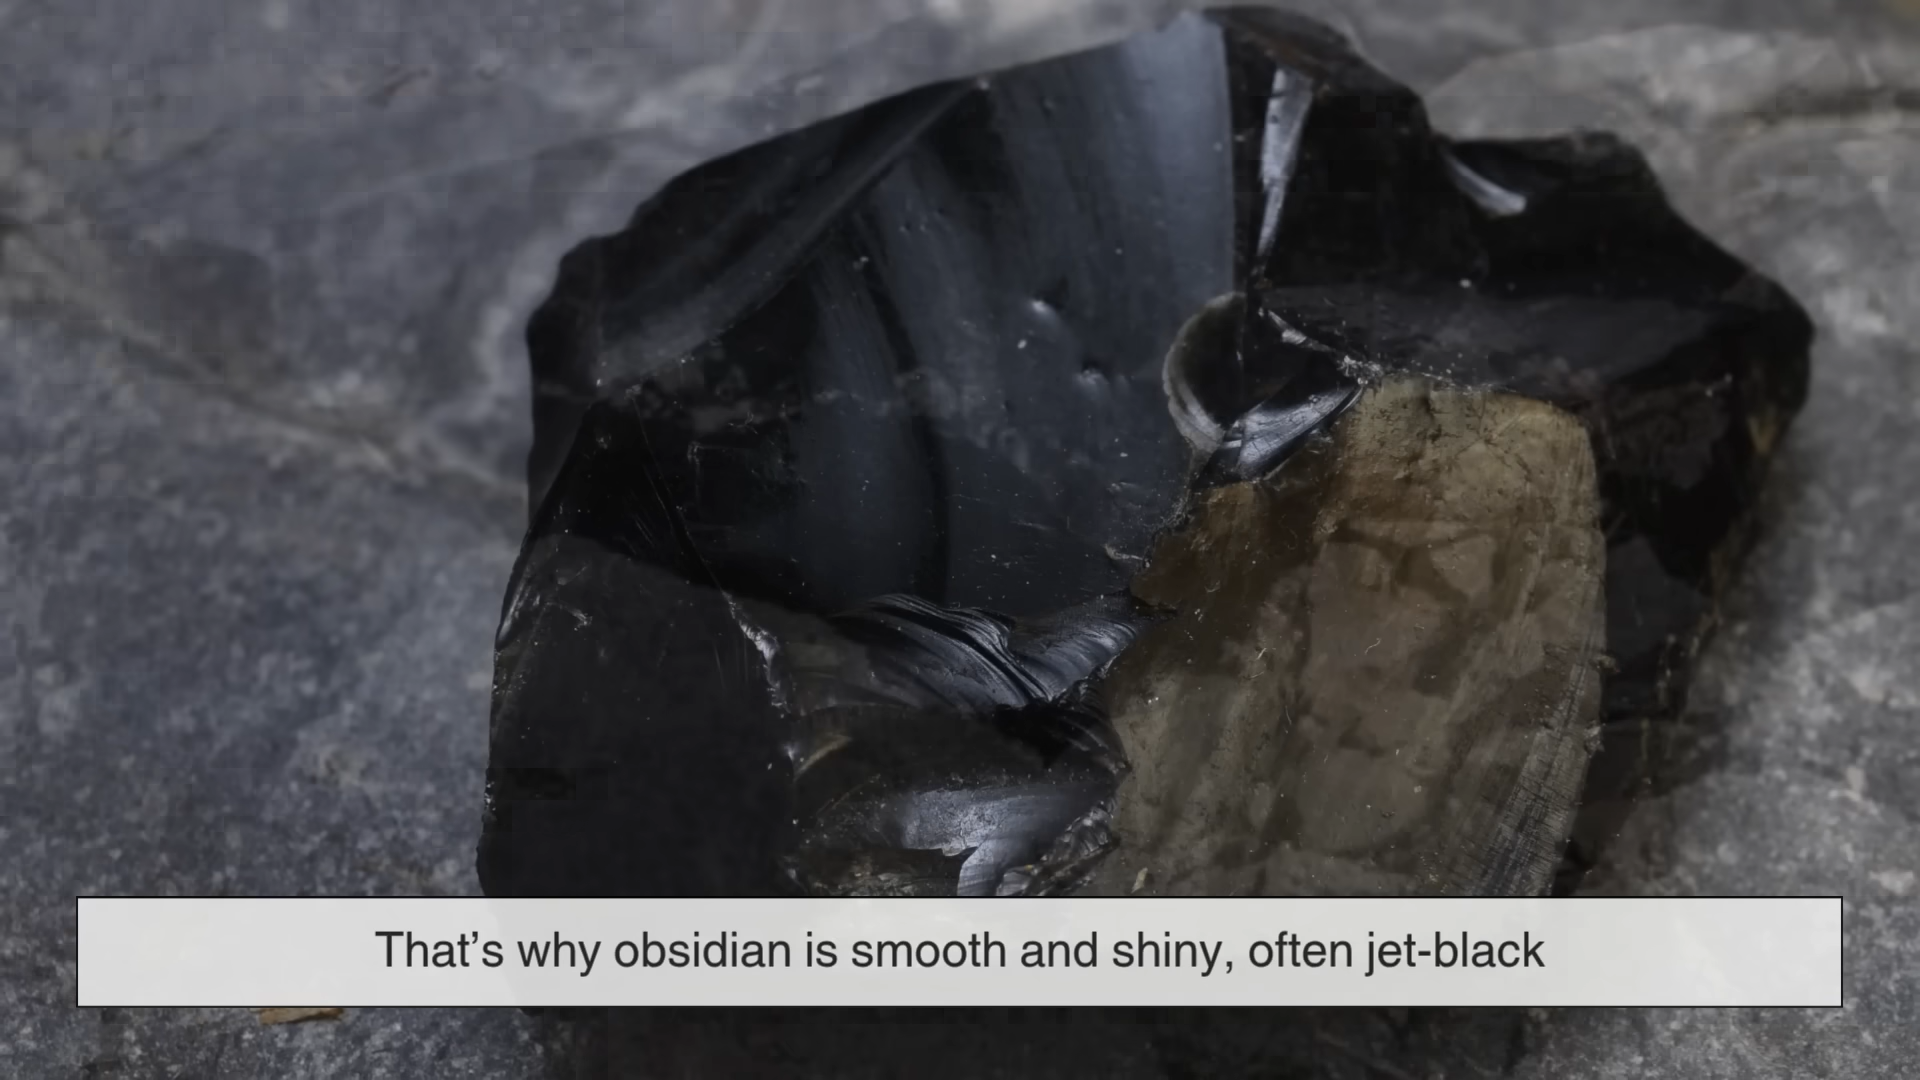 That’s why obsidian is smooth and shiny, often jet-black